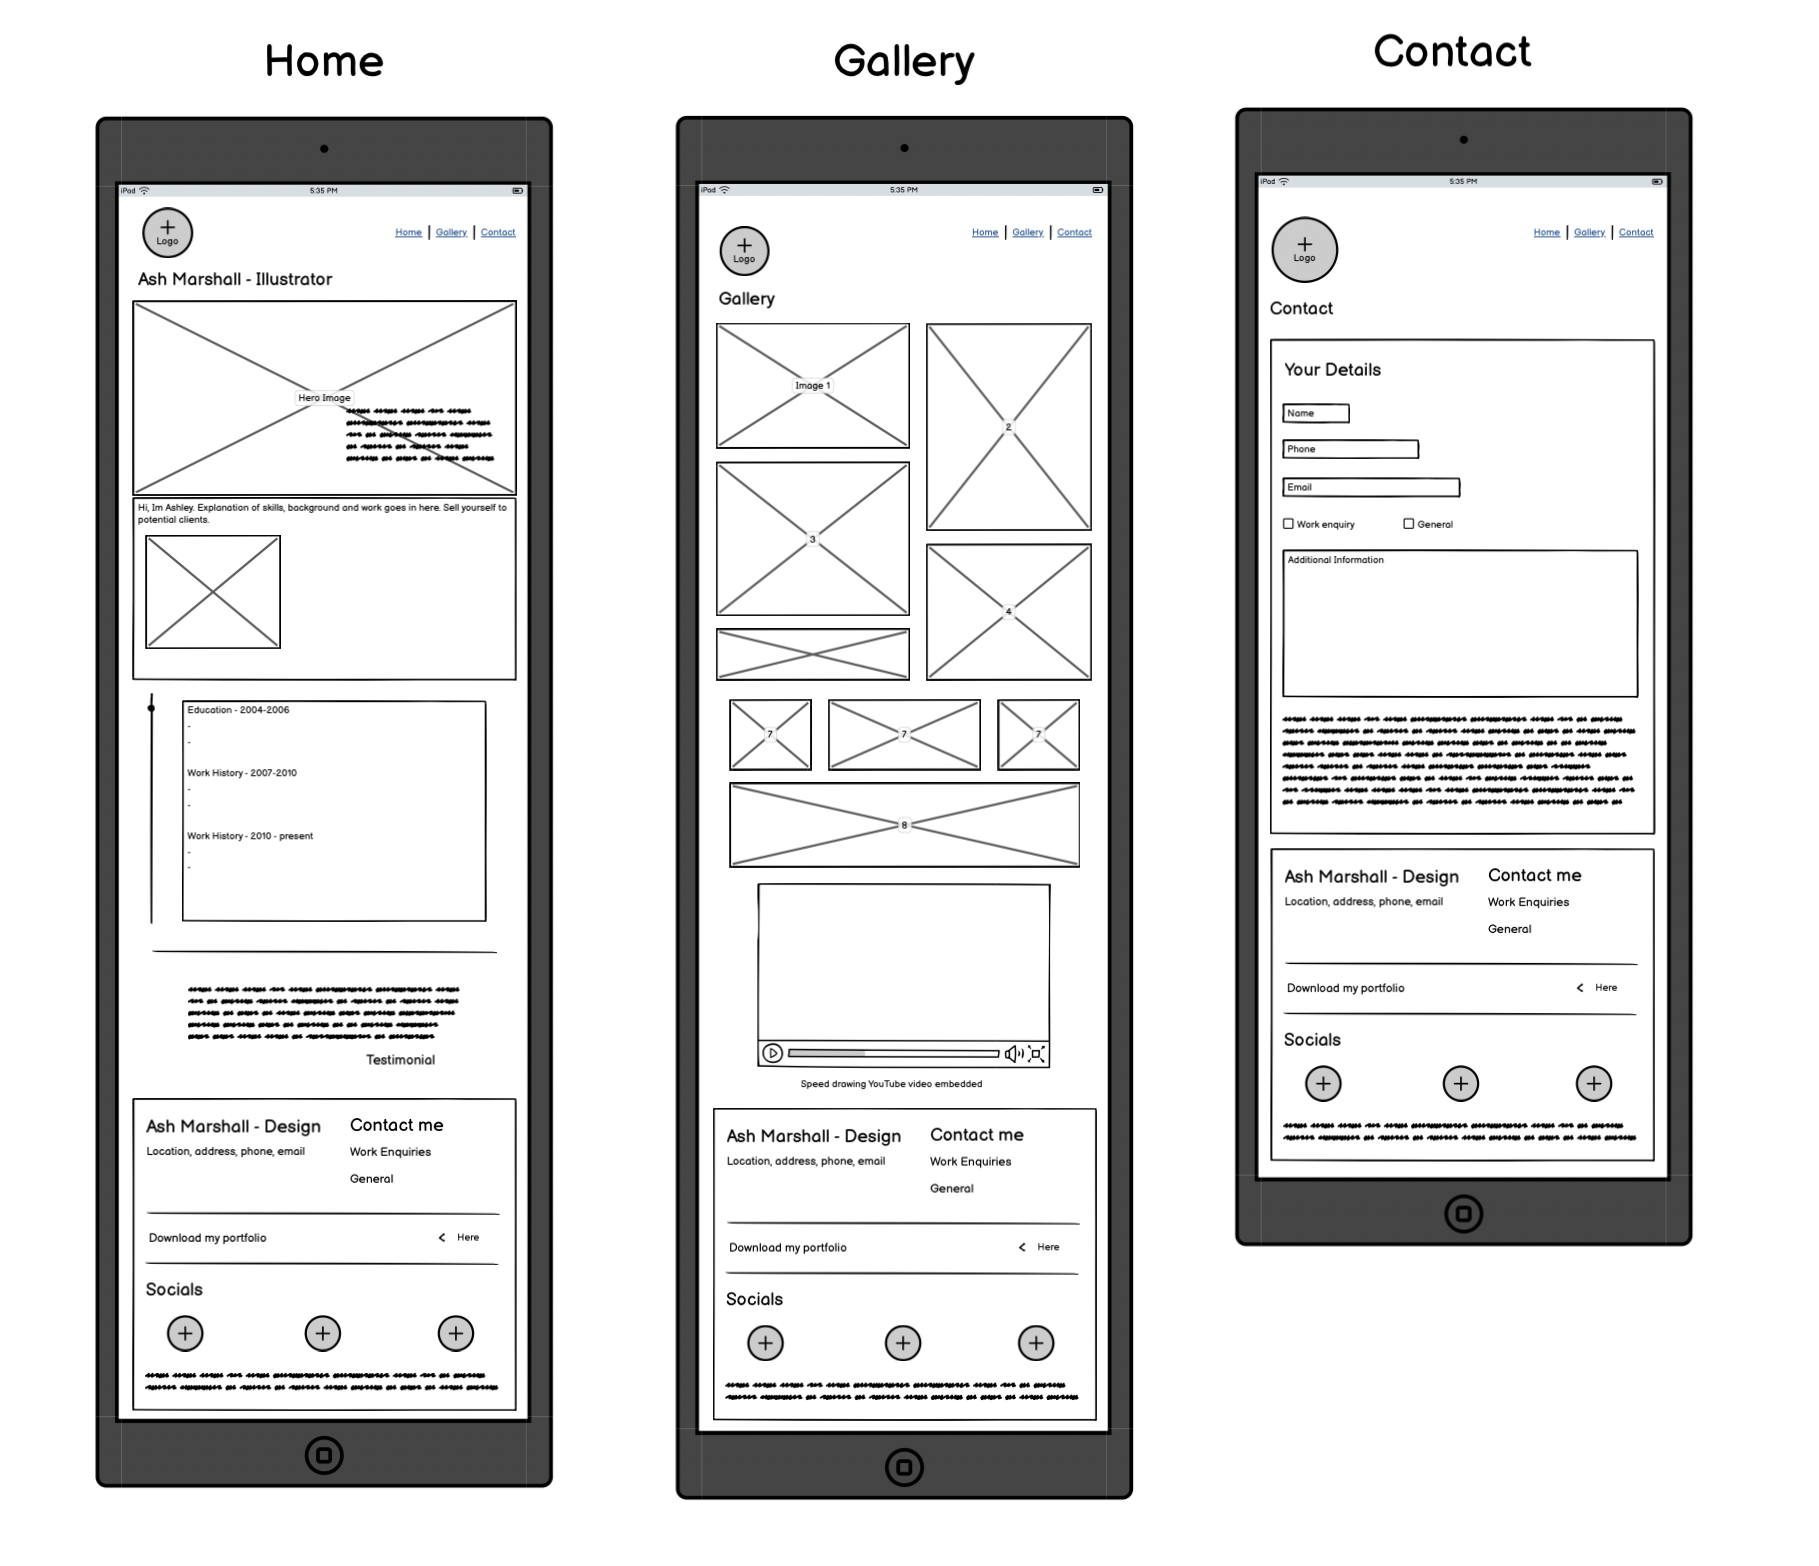 Home
iPod
5:35 PM
Logo
Home | Gallery | Contact
Ash Marshall - Illustrator
Hero Image
Hi, Im Ashley. Explanation of skills, background and work goes in here. Sell yourself to
potential clients.
Education - 2004-2006
-
-
Work History - 2007-2010
-
-
Work History - 2010 - present
-
-
Testimonial
Ash Marshall - Design
Location, address, phone, email
Contact me
Work Enquiries
General
Download my portfolio
< Here
Socials
Gallery
iPod
5:35 PM
Logo
Home | Gallery | Contact
Gallery
Image 1
2
3
4
7
7
7
8
Speed drawing YouTube video embedded
Ash Marshall - Design
Location, address, phone, email
Contact me
Work Enquiries
General
Download my portfolio
< Here
Socials
Contact
iPod
5:35 PM
Logo
Home | Gallery | Contact
Contact
Your Details
Name
Phone
Email
Work enquiry
General
Additional Information
Ash Marshall - Design
Location, address, phone, email
Contact me
Work Enquiries
General
Download my portfolio
< Here
Socials